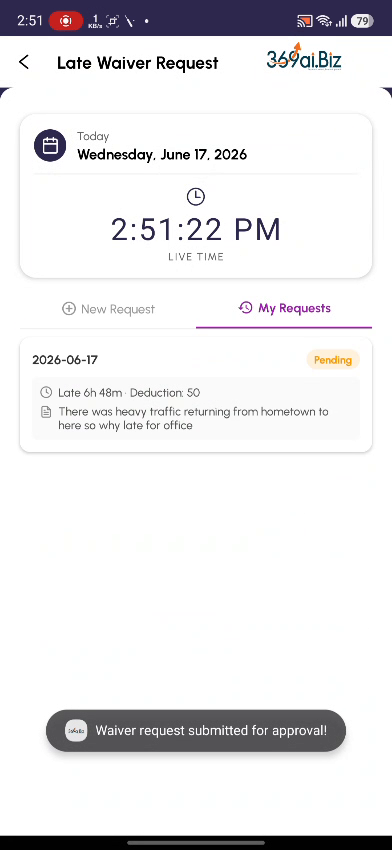 2:51
1
KB/s
79
Late Waiver Request
369ai.Biz
Today
Wednesday, June 17, 2026
2:51:22 PM
LIVE TIME
New Request
My Requests
2026-06-17
Pending
Late 6h 48m · Deduction: 50
There was heavy traffic returning from hometown to
here so why late for office
Waiver request submitted for approval!